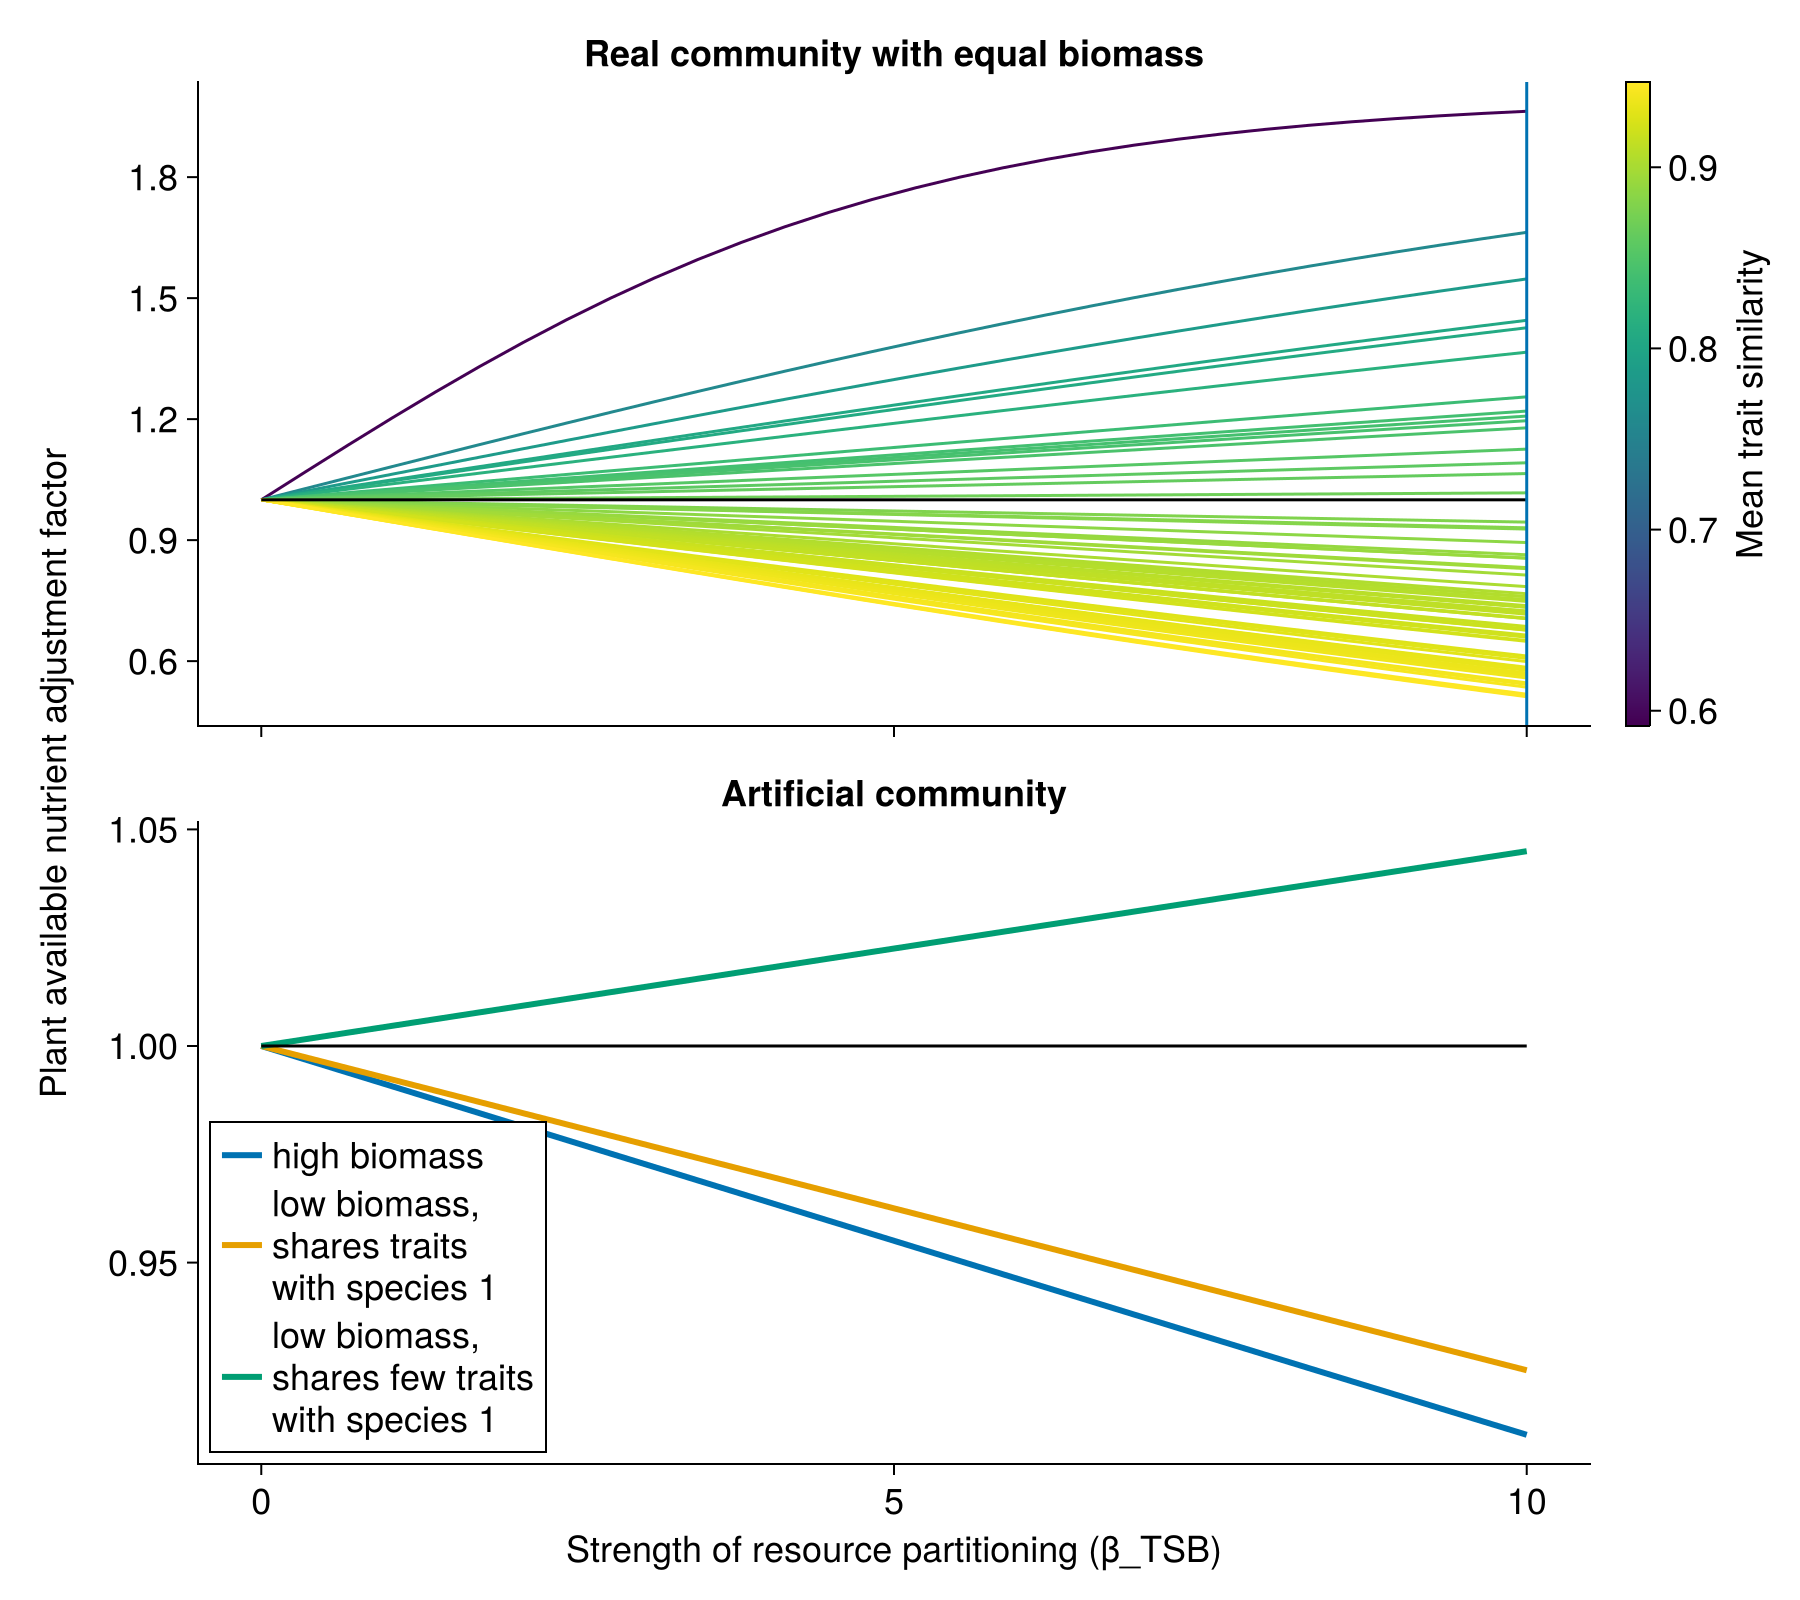 Real community with equal biomass
1.8
1.5
1.2
0.9
0.6
0.9
0.8
0.7
0.6
Mean trait similarity
Plant available nutrient adjustment factor
Artificial community
1.05
1.00
0.95
high biomass
low biomass,
shares traits
with species 1
low biomass,
shares few traits
with species 1
0
5
10
Strength of resource partitioning (β_TSB)